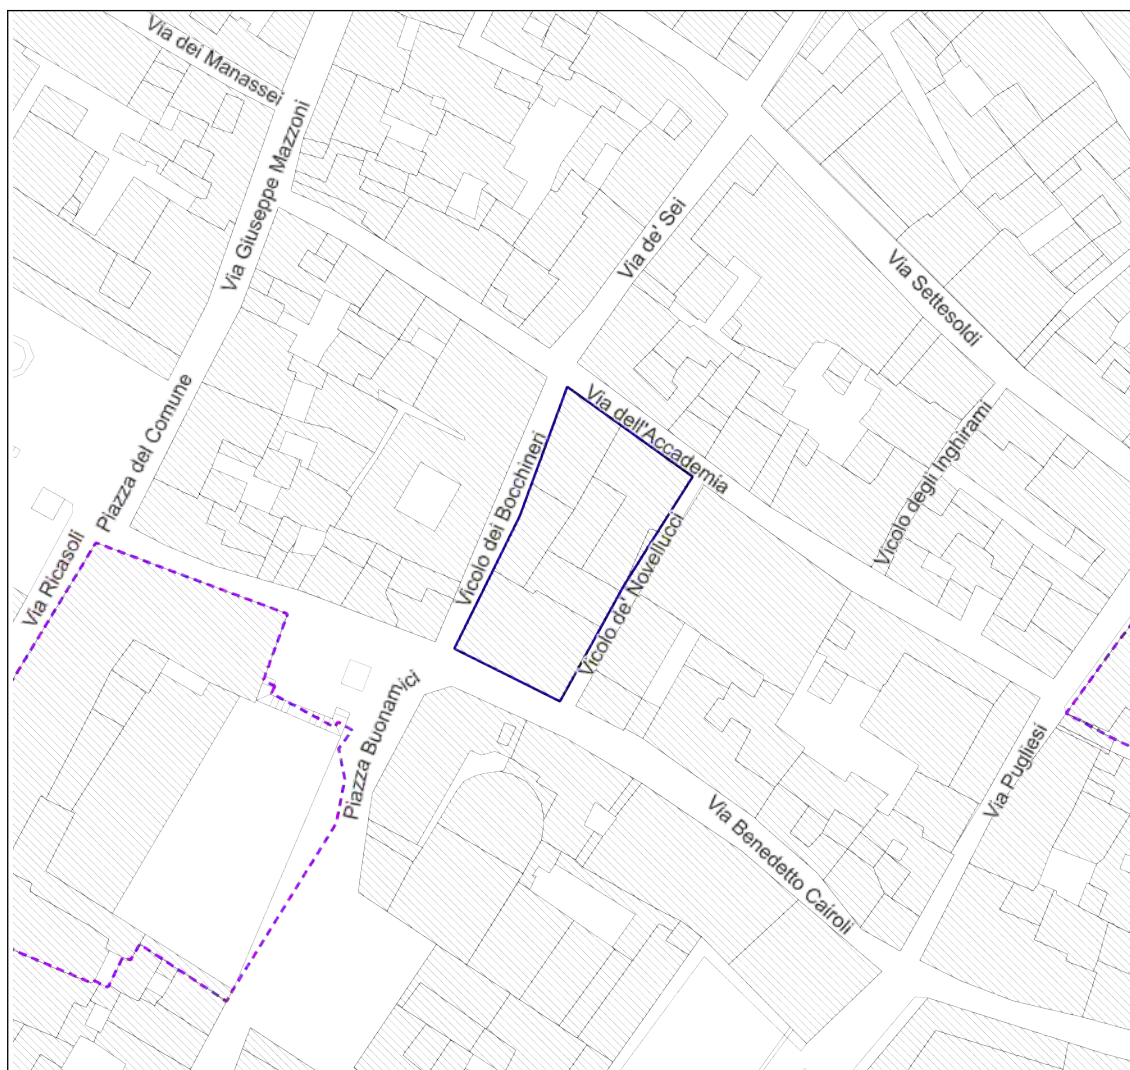 Via dei Manassei
Via Giuseppe Mazzoni
Via de' Sei
Via Settesoldi
Piazza del Comune
Via dell'Accademia
Vicolo dei Bocchineri
Vicolo degli Inghirami
Via Ricasoli
Vicolo de' Novellucci
Piazza Buonamici
Via Pugliesi
Via Benedetto Cairoli